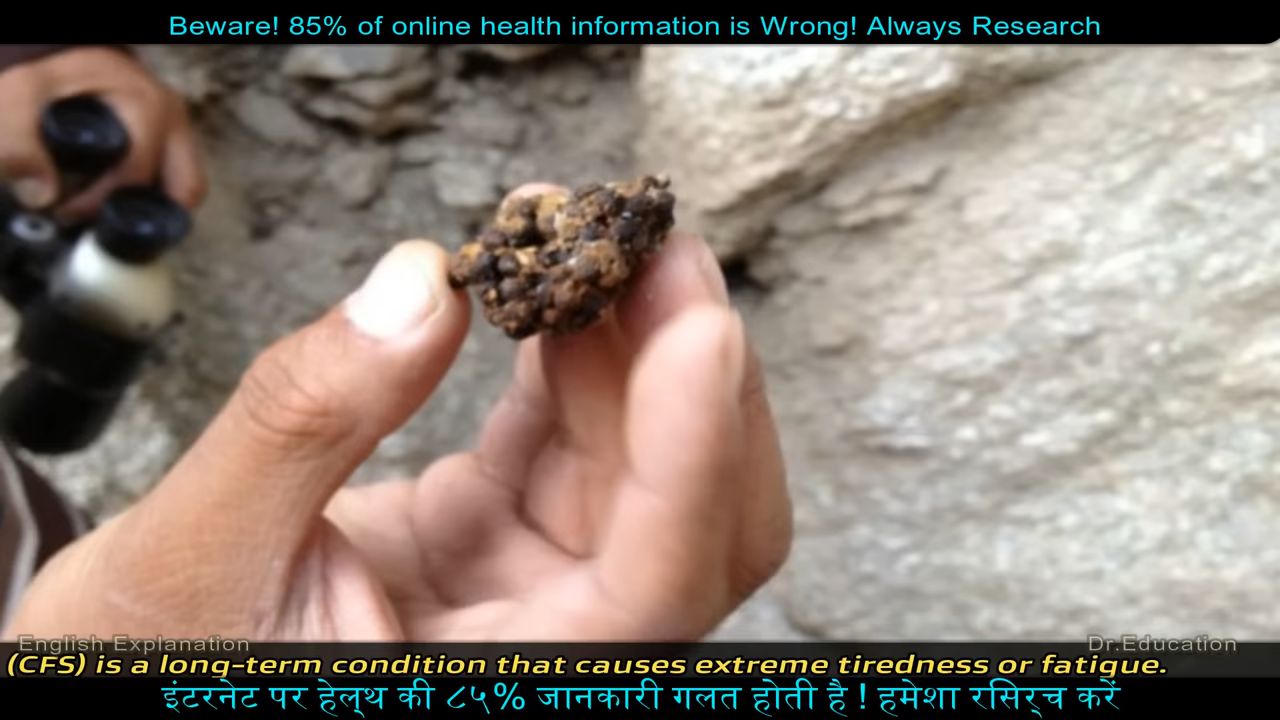 Beware! 85% of online health information is Wrong! Always Research
English Explanation
Dr.Education
(CFS) is a long-term condition that causes extreme tiredness or fatigue.
इंटरनेट पर हेल्थ की ८५% जानकारी गलत होती है ! हमेशा रिसर्च करें